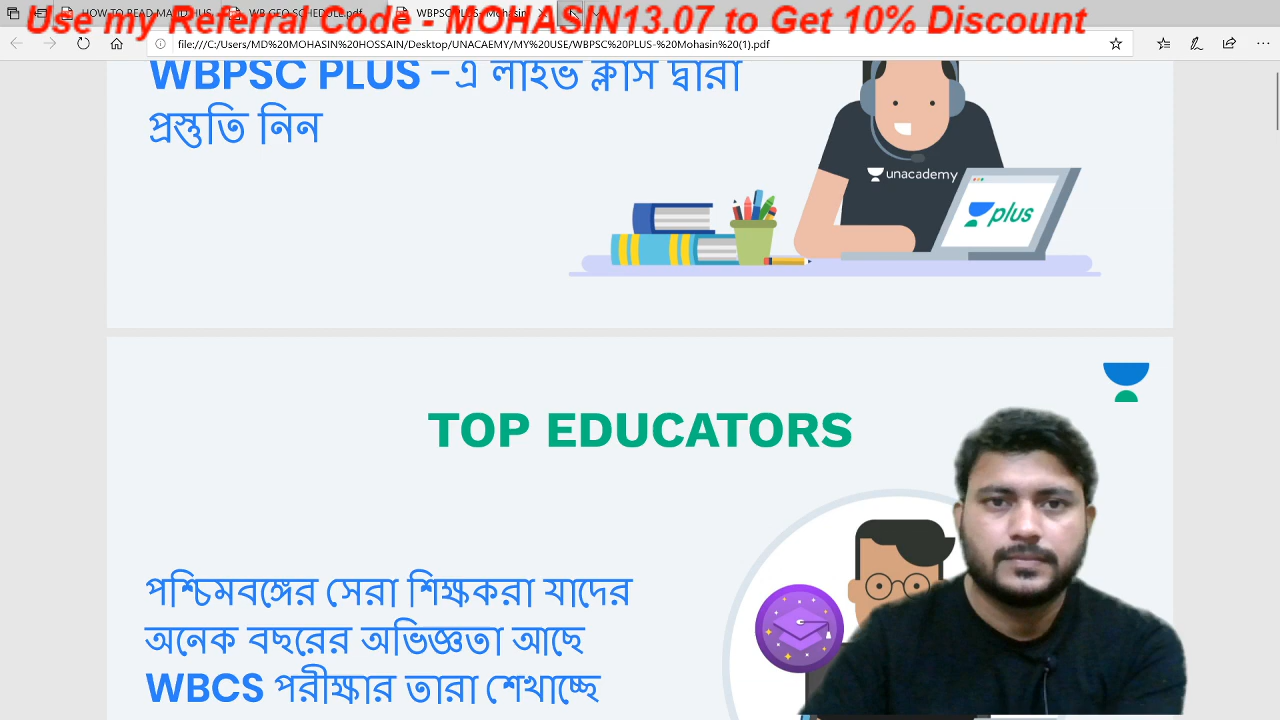 Use my Referral Code - MOHASIN13.07 to Get 10% Discount
file:///C:/Users/MD%20MOHASIN%20HOSSAIN/Desktop/UNACAEMY/MY%20USE/WBPSC%20PLUS-%20Mohasin%20(1).pdf
WBPSC PLUS -এ লাইভ ক্লাস দ্বারা
প্রস্তুতি নিন
unacademy
plus
TOP EDUCATORS
পশ্চিমবঙ্গের সেরা শিক্ষকরা যাদের
অনেক বছরের অভিজ্ঞতা আছে
WBCS পরীক্ষার তারা শেখাচ্ছে